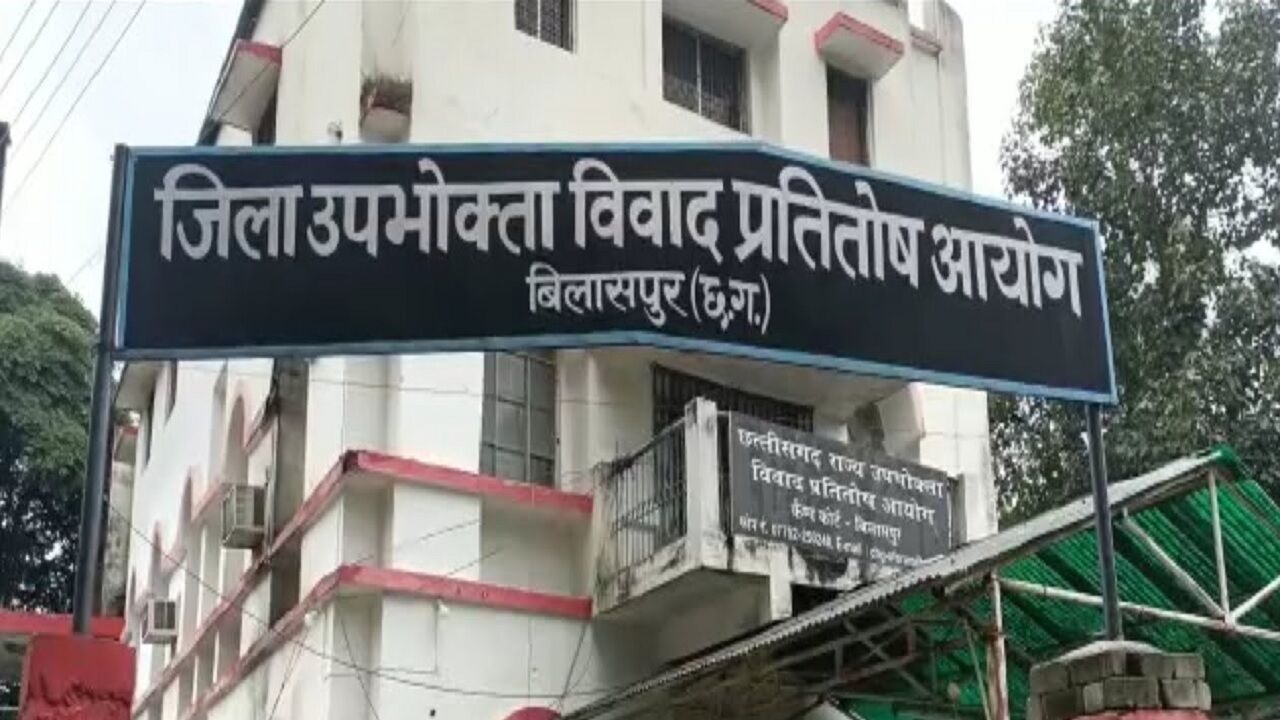 जिला उपभोक्ता विवाद प्रतितोष आयोग
बिलासपुर (छ.ग.)
छत्तीसगढ़ राज्य उपभोक्ता
विवाद प्रतितोष आयोग
कैम्प कोर्ट - बिलासपुर